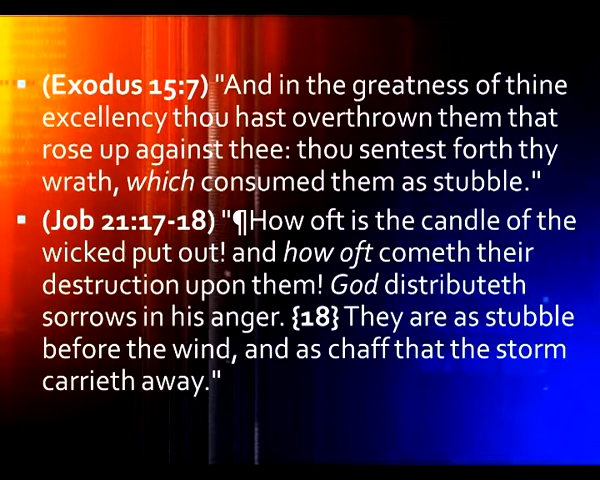 ▪ (Exodus 15:7) "And in the greatness of thine
excellency thou hast overthrown them that
rose up against thee: thou sentest forth thy
wrath, which consumed them as stubble."
▪ (Job 21:17-18) "¶How oft is the candle of the
wicked put out! and how oft cometh their
destruction upon them! God distributeth
sorrows in his anger. {18} They are as stubble
before the wind, and as chaff that the storm
carrieth away."